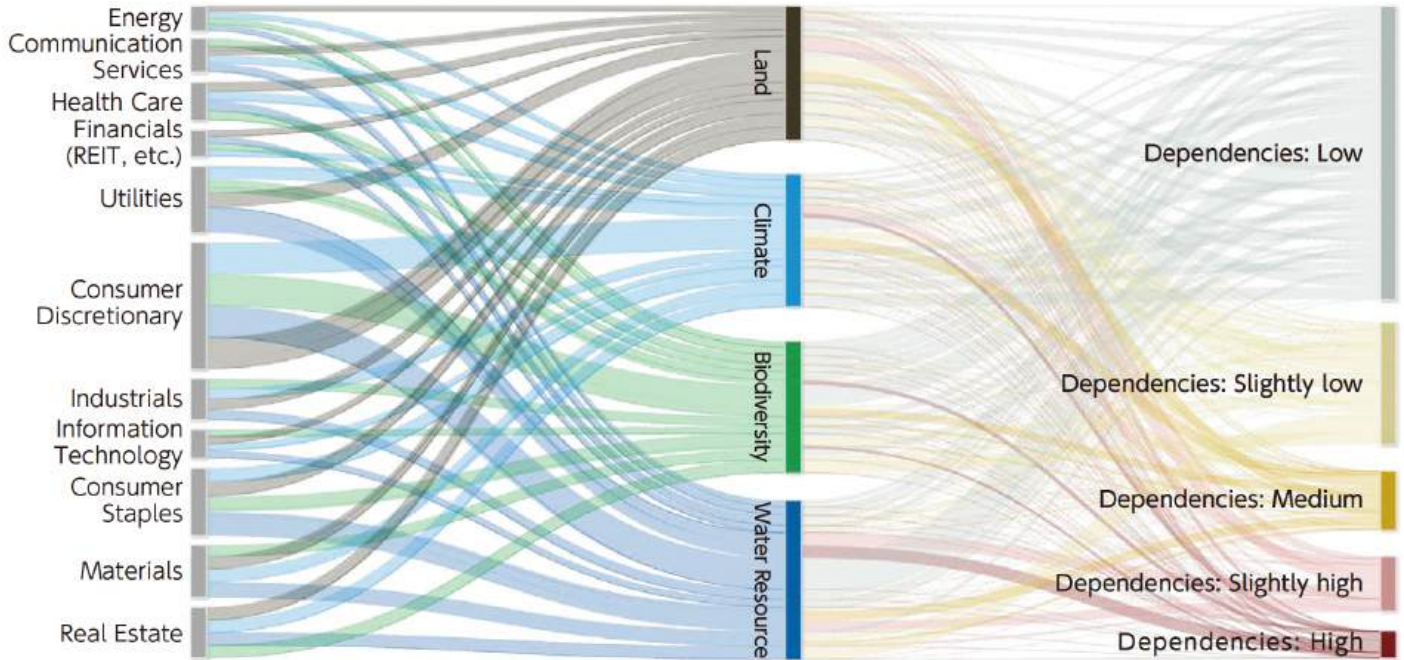 Energy
Communication
Services
Health Care
Financials
(REIT, etc.)
Utilities
Consumer
Discretionary
Industrials
Information
Technology
Consumer
Staples
Materials
Real Estate
Land
Climate
Biodiversity
Water Resource
Dependencies: Low
Dependencies: Slightly low
Dependencies: Medium
Dependencies: Slightly high
Dependencies: High